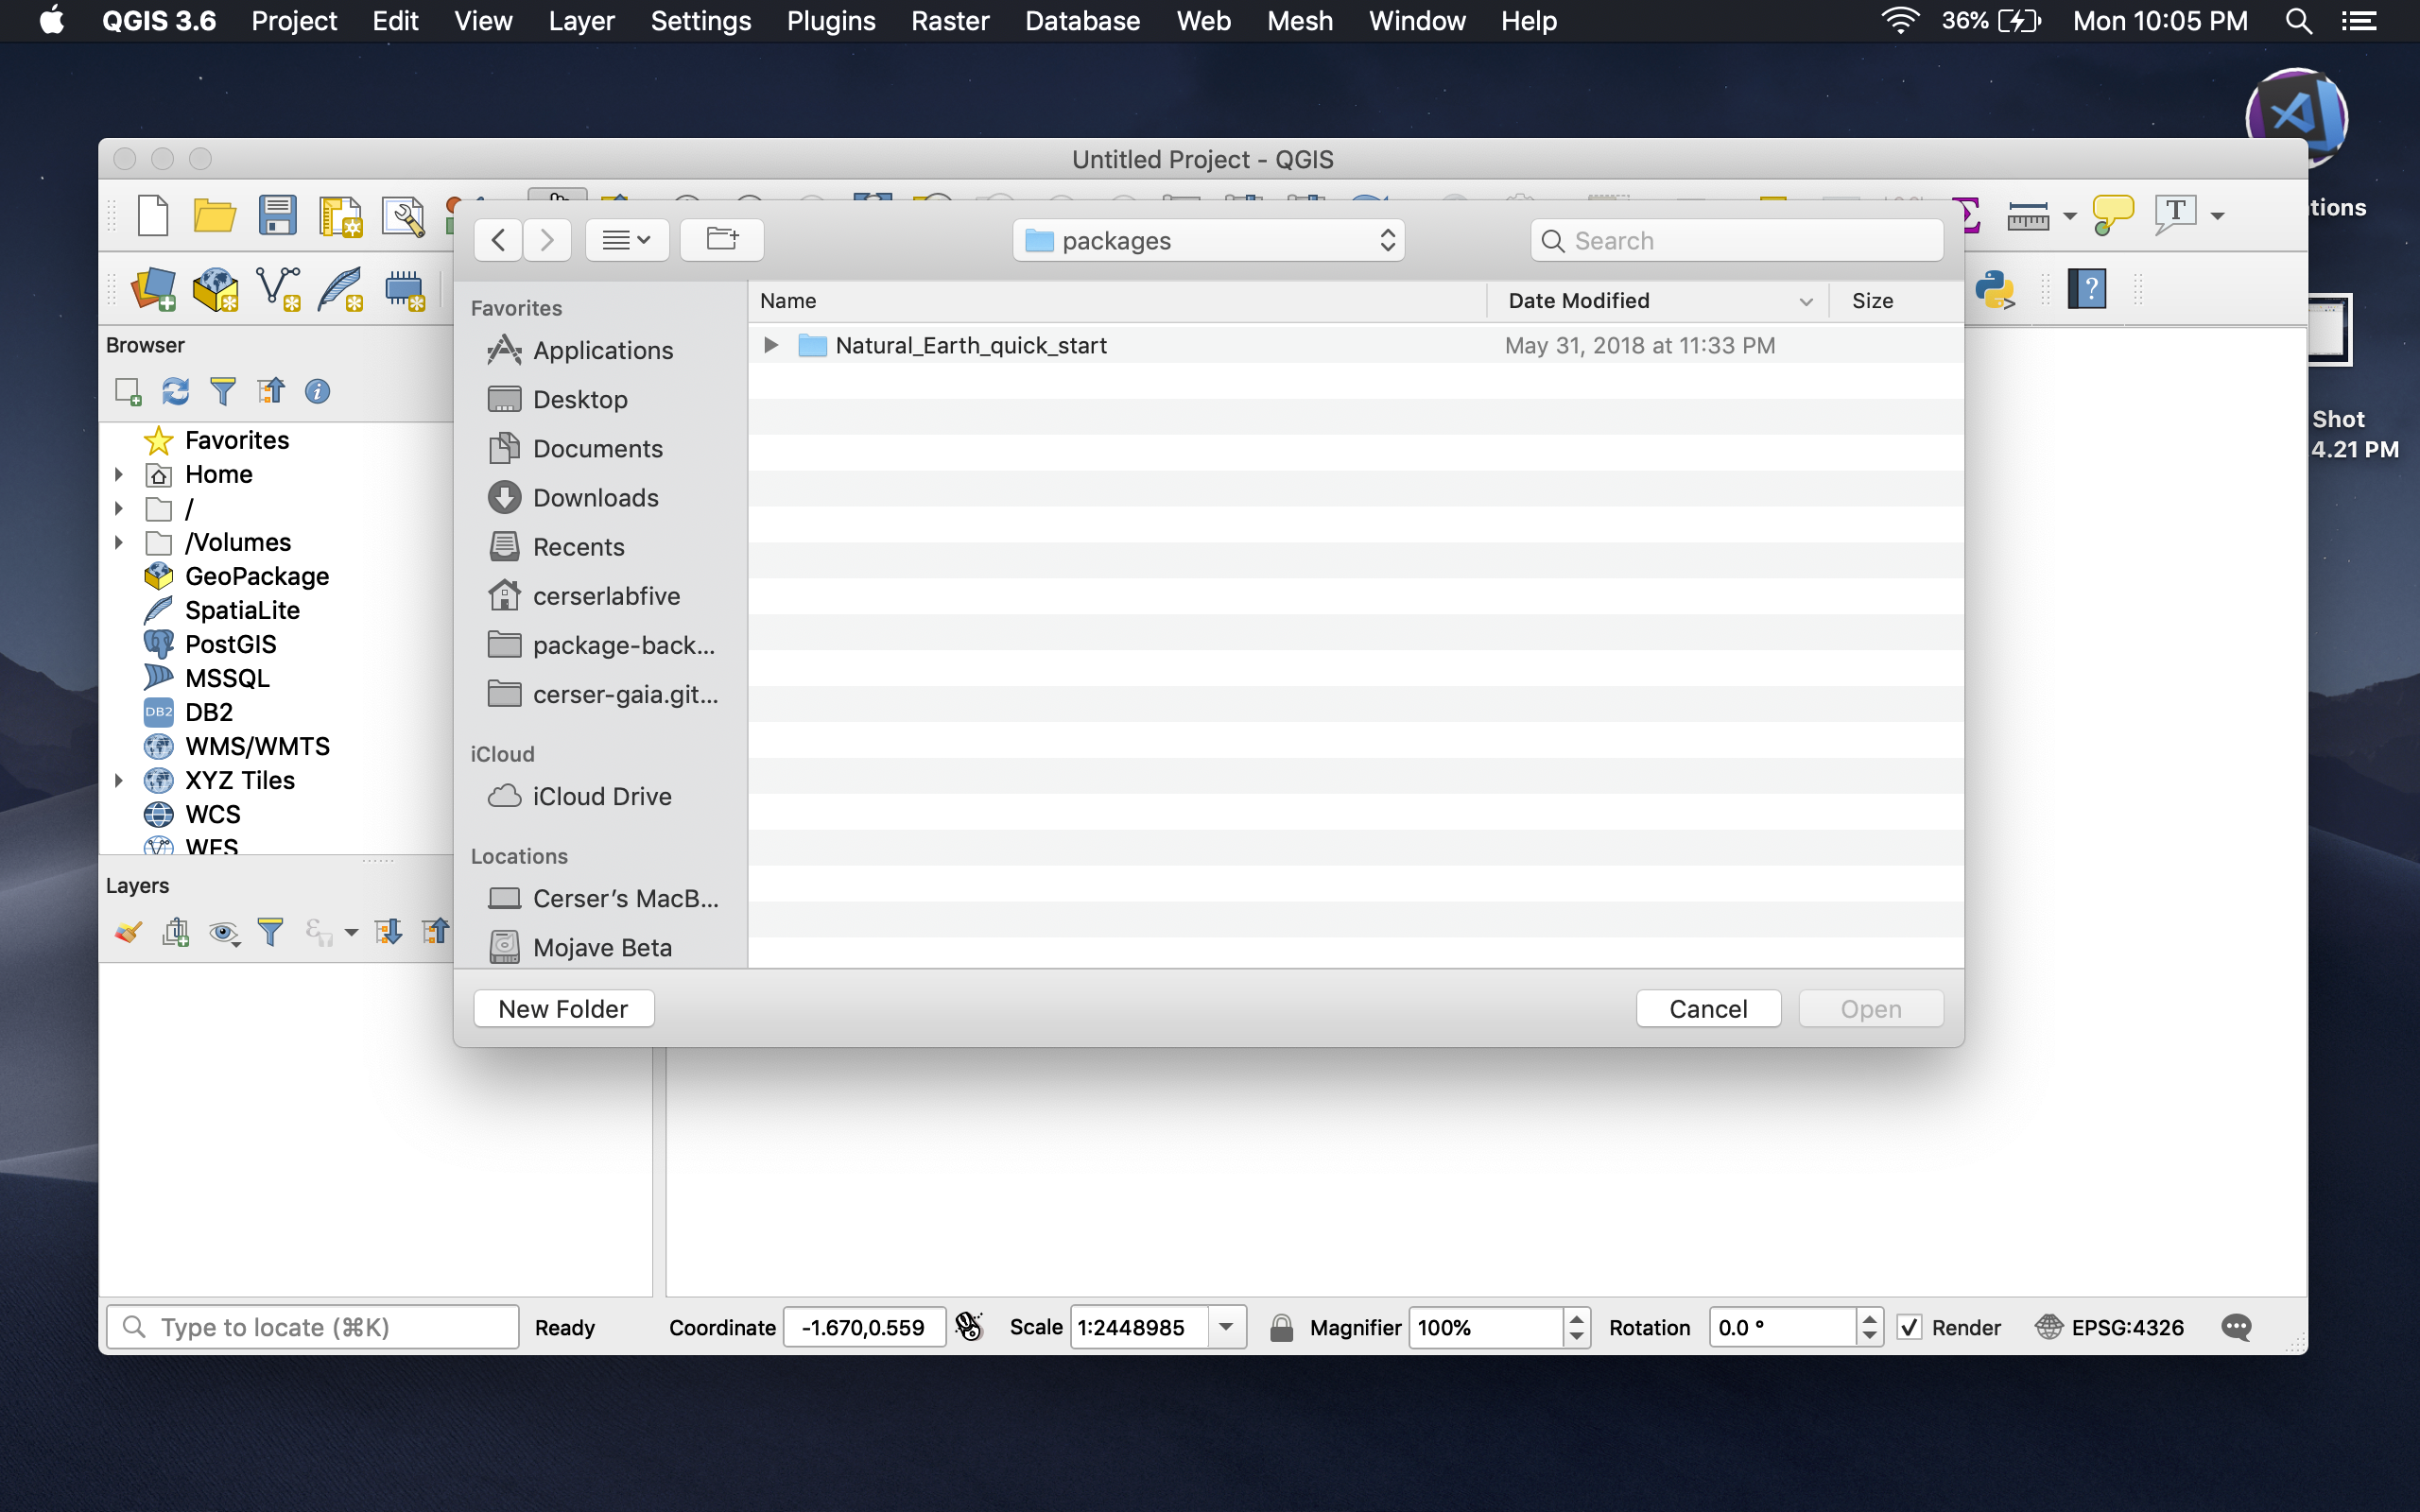 QGIS 3.6 Project Edit View Layer Settings Plugins Raster Database Web Mesh Window Help 36% Mon 10:05 PM
Untitled Project - QGIS
tions
packages
Search
Favorites
Applications
Desktop
Documents
Downloads
Recents
cerserlabfive
package-back...
cerser-gaia.git...
iCloud
iCloud Drive
Locations
Cerser's MacB...
Mojave Beta
Name Date Modified Size
Natural_Earth_quick_start May 31, 2018 at 11:33 PM
New Folder Cancel Open
Browser
Favorites
Home
/
/Volumes
GeoPackage
SpatiaLite
PostGIS
MSSQL
DB2 DB2
WMS/WMTS
XYZ Tiles
WCS
WFS
Layers
Shot
4.21 PM
Type to locate (⌘K) Ready Coordinate -1.670,0.559 Scale 1:2448985 Magnifier 100% Rotation 0.0 ° Render EPSG:4326